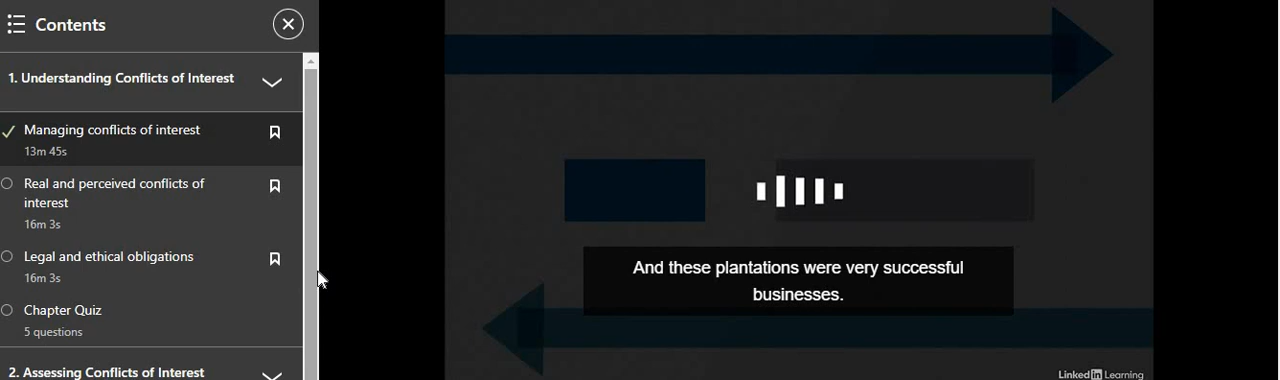 Contents
1. Understanding Conflicts of Interest
Managing conflicts of interest
13m 45s
Real and perceived conflicts of
interest
16m 3s
Legal and ethical obligations
16m 3s
Chapter Quiz
5 questions
2. Assessing Conflicts of Interest
And these plantations were very successful
businesses.
Linked in Learning